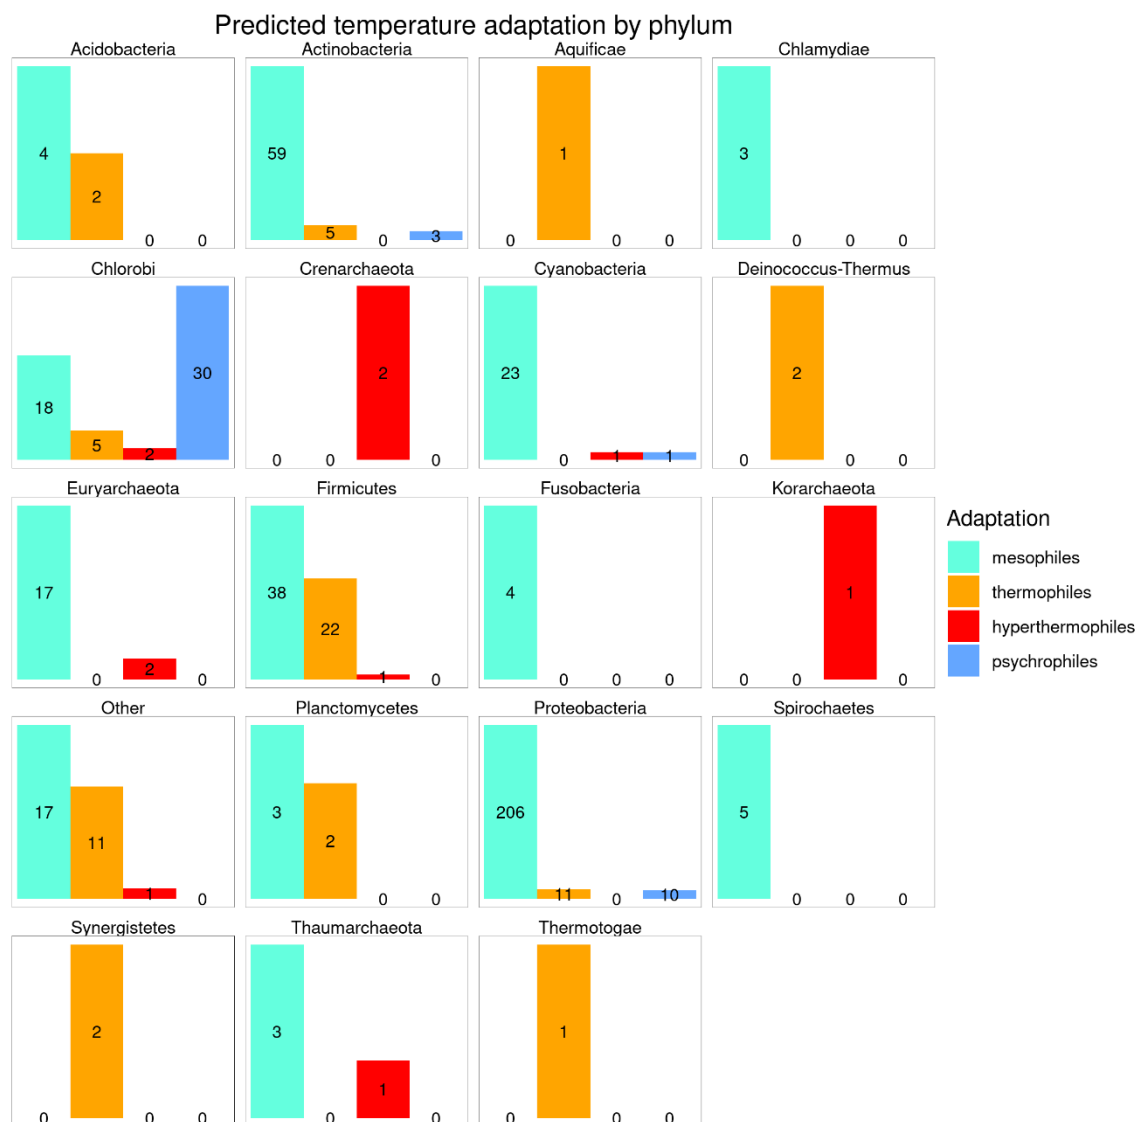 Predicted temperature adaptation by phylum
Acidobacteria Actinobacteria Aquificae Chlamydiae
4 2 0 0 59 5 0 3 0 1 0 0 3 0 0 0
Chlorobi Crenarchaeota Cyanobacteria Deinococcus-Thermus
18 5 2 30 0 0 2 0 23 0 1 1 0 2 0 0
Euryarchaeota Firmicutes Fusobacteria Korarchaeota
17 0 2 0 38 22 1 0 4 0 0 0 0 0 1 0
Other Planctomycetes Proteobacteria Spirochaetes
17 11 1 0 3 2 0 0 206 11 0 10 5 0 0 0
Synergistetes Thaumarchaeota Thermotogae
0 2 0 0 3 0 1 0 0 1 0 0
Adaptation
mesophiles
thermophiles
hyperthermophiles
psychrophiles